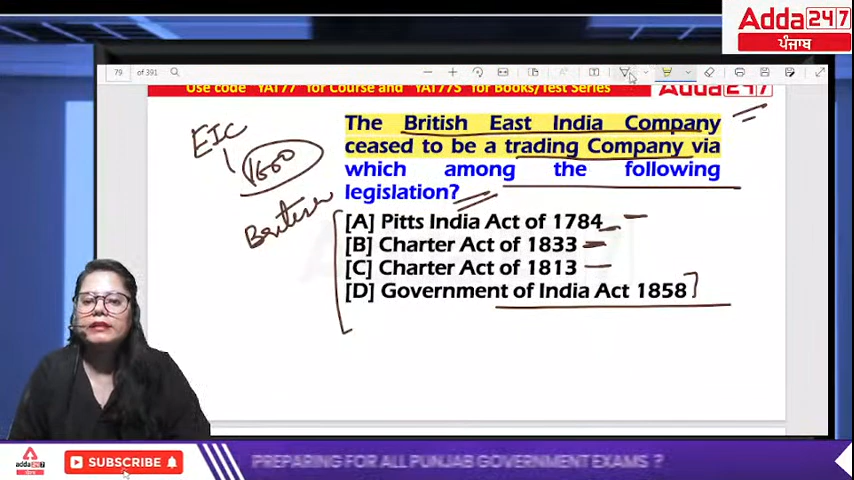 Adda247
ਪੰਜਾਬ
79 of 391
Use code "YAT77" for Course and "YAT77S" for Books/Test Series
Adda247
The British East India Company
ceased to be a trading Company via
which among the following
legislation?
[A] Pitts India Act of 1784
[B] Charter Act of 1833
[C] Charter Act of 1813
[D] Government of India Act 1858
EIC
1600
British
Adda247
SUBSCRIBE
PREPARING FOR ALL PUNJAB GOVERNMENT EXAMS ?